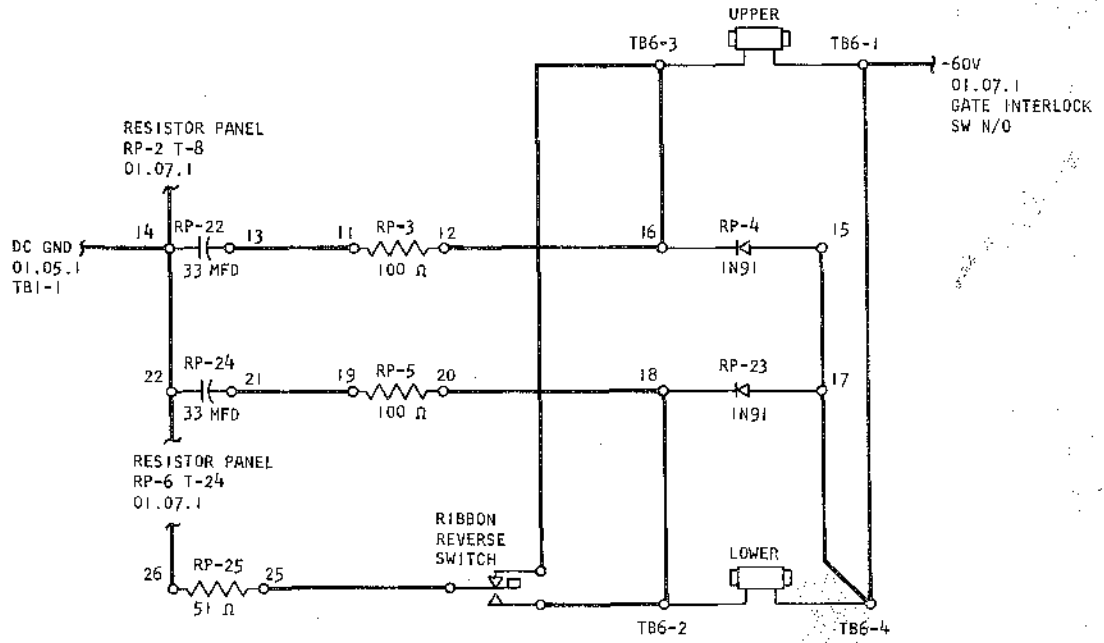 UPPER
TB6-3
TB6-1
-60V
01.07.1
GATE INTERLOCK
SW N/O
RESISTOR PANEL
RP-2 T-8
01.07.1
14
RP-22
13
11
RP-3
12
16
RP-4
15
DC GND
01.05.1
TB1-1
33 MFD
100 Ω
1N91
22
RP-24
21
19
RP-5
20
18
RP-23
17
33 MFD
100 Ω
1N91
RESISTOR PANEL
RP-6 T-24
01.07.1
RIBBON
REVERSE
SWITCH
LOWER
26
RP-25
25
51 Ω
TB6-2
TB6-4